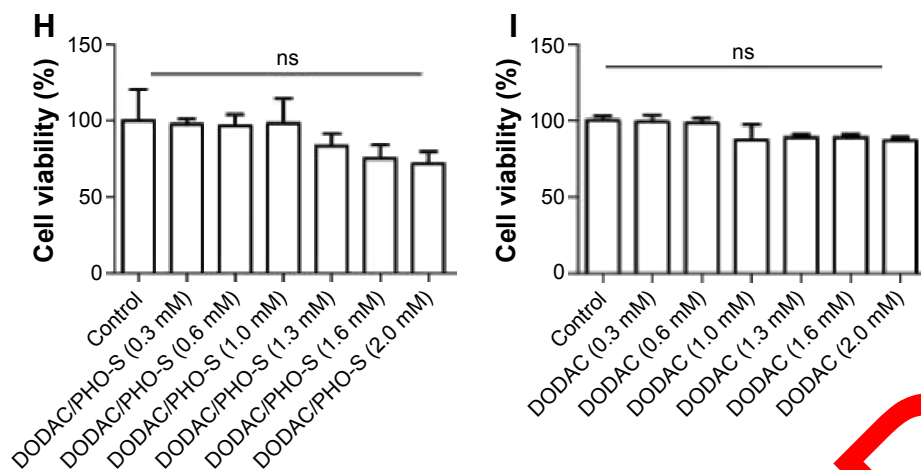 H
Cell viability (%)
150
100
50
0
ns
Control
DODAC/PHO-S (0.3 mM)
DODAC/PHO-S (0.6 mM)
DODAC/PHO-S (1.0 mM)
DODAC/PHO-S (1.3 mM)
DODAC/PHO-S (1.6 mM)
DODAC/PHO-S (2.0 mM)
I
Cell viability (%)
150
100
50
0
ns
Control
DODAC (0.3 mM)
DODAC (0.6 mM)
DODAC (1.0 mM)
DODAC (1.3 mM)
DODAC (1.6 mM)
DODAC (2.0 mM)